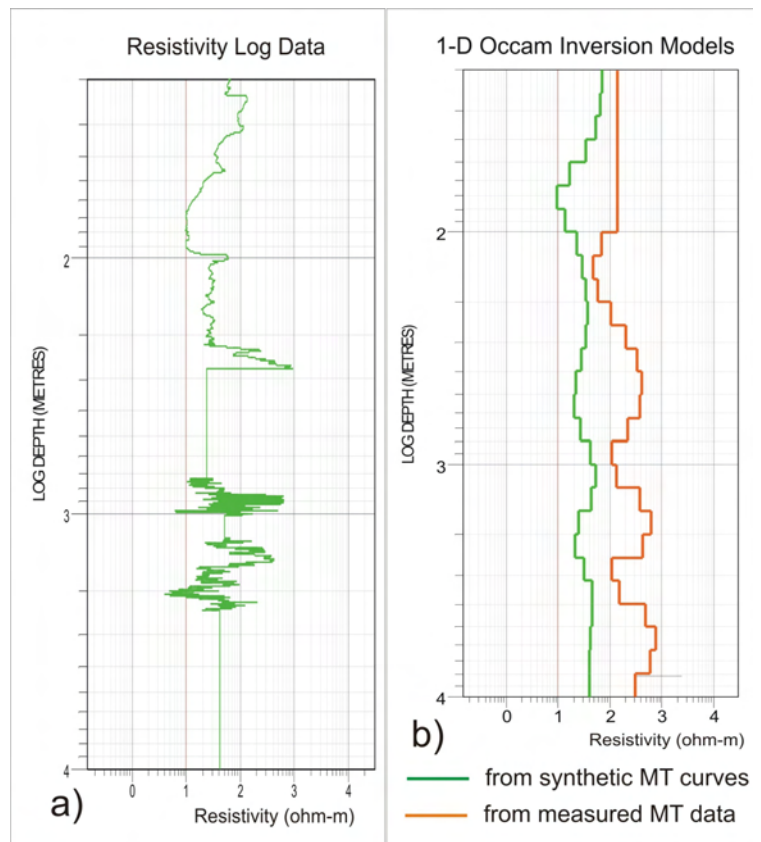 Resistivity Log Data
LOG DEPTH (METRES)
2
3
4
0 1 2 3 4
Resistivity (ohm-m)
a)
1-D Occam Inversion Models
LOG DEPTH (METRES)
2
3
4
0 1 2 3 4
Resistivity (ohm-m)
b)
from synthetic MT curves
from measured MT data